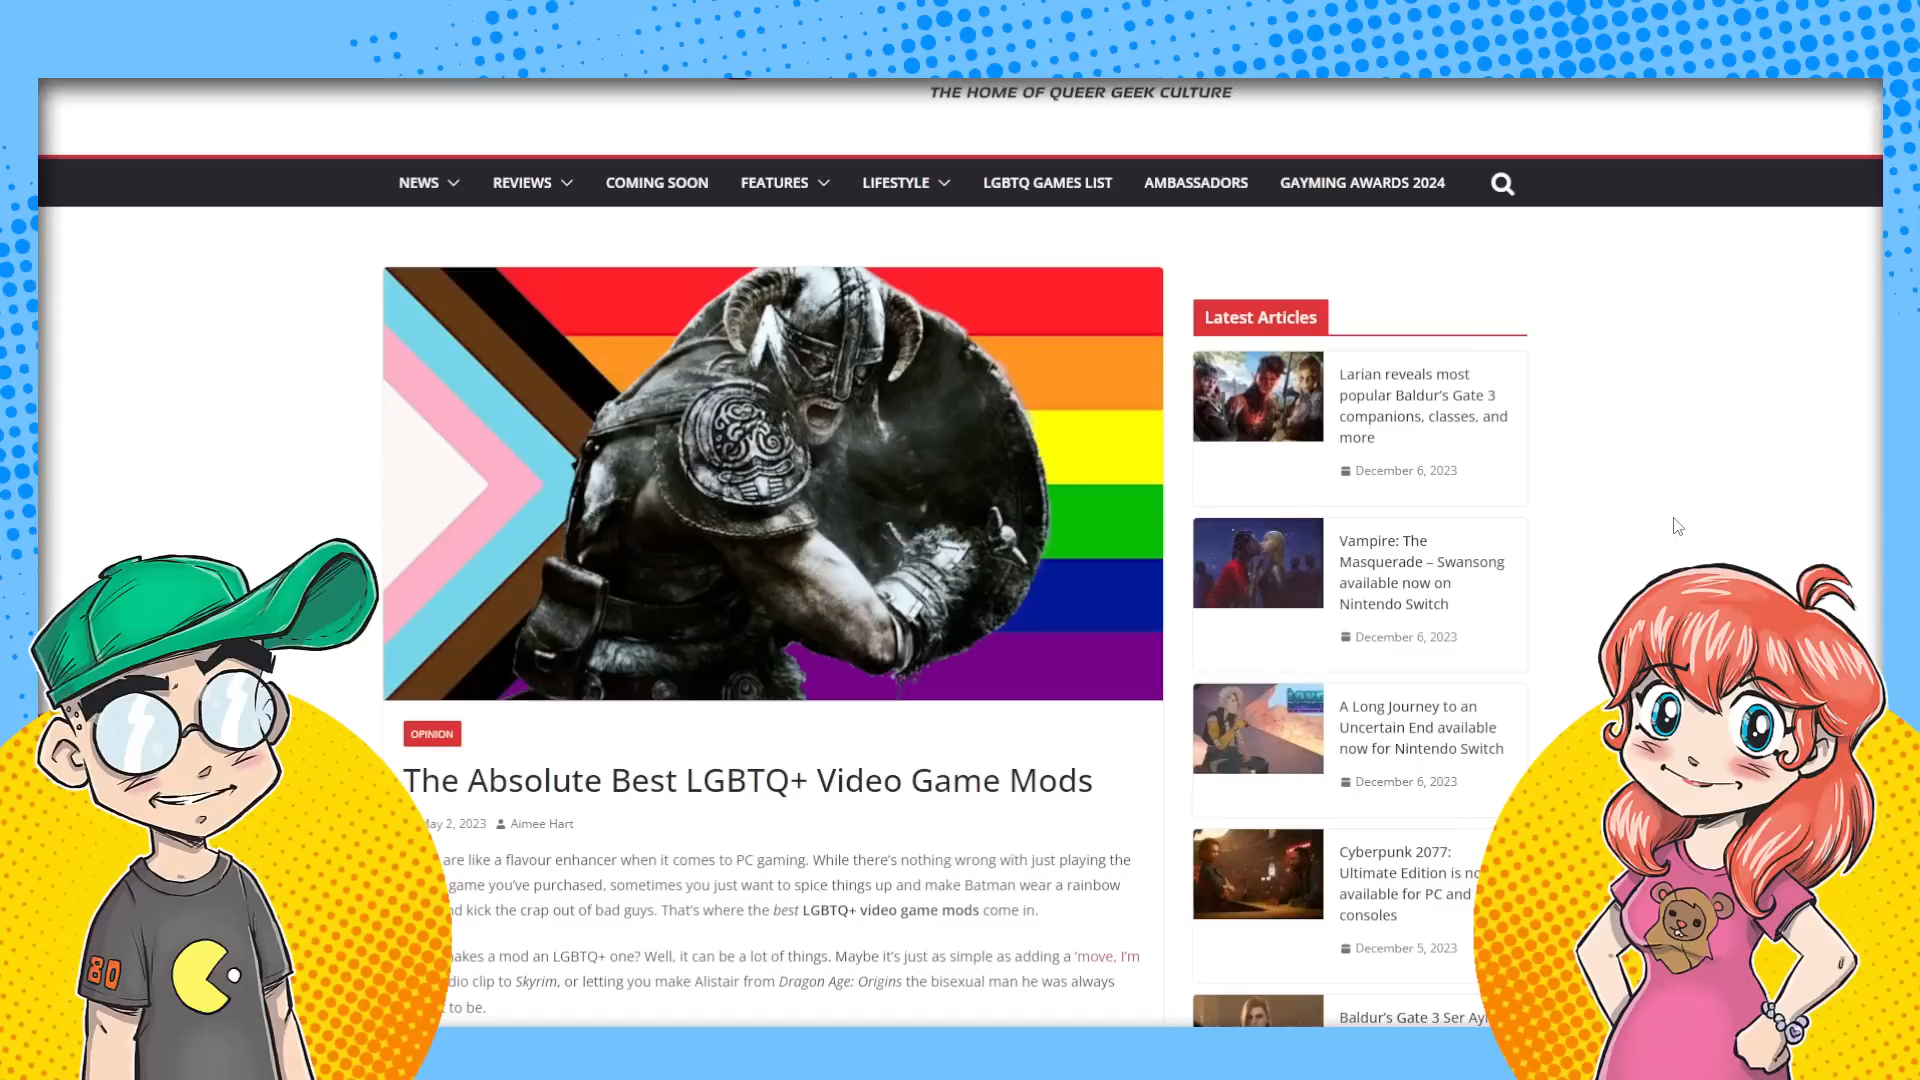 THE HOME OF QUEER GEEK CULTURE
NEWS REVIEWS COMING SOON FEATURES LIFESTYLE LGBTQ GAMES LIST AMBASSADORS GAYMING AWARDS 2024
OPINION
The Absolute Best LGBTQ+ Video Game Mods
May 2, 2023 Aimee Hart
are like a flavour enhancer when it comes to PC gaming. While there's nothing wrong with just playing the
game you've purchased, sometimes you just want to spice things up and make Batman wear a rainbow
kick the crap out of bad guys. That's where the best LGBTQ+ video game mods come in.
a mod an LGBTQ+ one? Well, it can be a lot of things. Maybe it's just as simple as adding a 'move, I'm
clip to Skyrim, or letting you make Alistair from Dragon Age: Origins the bisexual man he was always
to be.
Latest Articles
Larian reveals most
popular Baldur's Gate 3
companions, classes, and
more
December 6, 2023
Vampire: The
Masquerade – Swansong
available now on
Nintendo Switch
December 6, 2023
A Long Journey to an
Uncertain End available
now for Nintendo Switch
December 6, 2023
Cyberpunk 2077:
Ultimate Edition is
available for PC and
consoles
December 5, 2023
Baldur's Gate 3 Ser
80